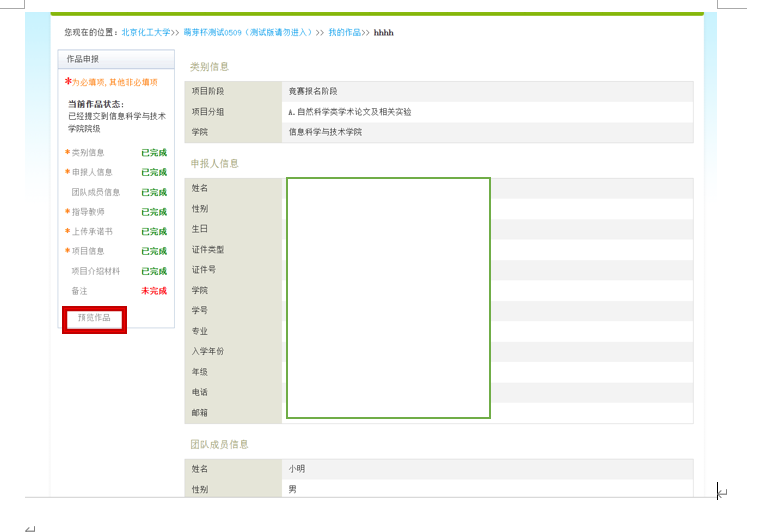 您观在的位置：北京化工大学>> 萌芽杯测试0509（测试版请勿进入）>> 我的作品>> hhhh
作品申报
*为必填项,其他非必填项
当前作品状态：
已经提交到信息科学与技术
学院院级
*类别信息 已完成
*申报人信息 已完成
团队成员信息 已完成
*指导教师 已完成
*上传承诺书 已完成
*项目信息 已完成
项目介绍材料 已完成
备注 未完成
预览作品
类别信息
项目阶段 竞赛报名阶段
项目分组 A.自然科学类学术论文及相关实验
学院 信息科学与技术学院
申报人信息
姓名
性别
生日
证件类型
证件号
学院
学号
专业
入学年份
年级
电话
邮箱
团队成员信息
姓名 小明
性别 男